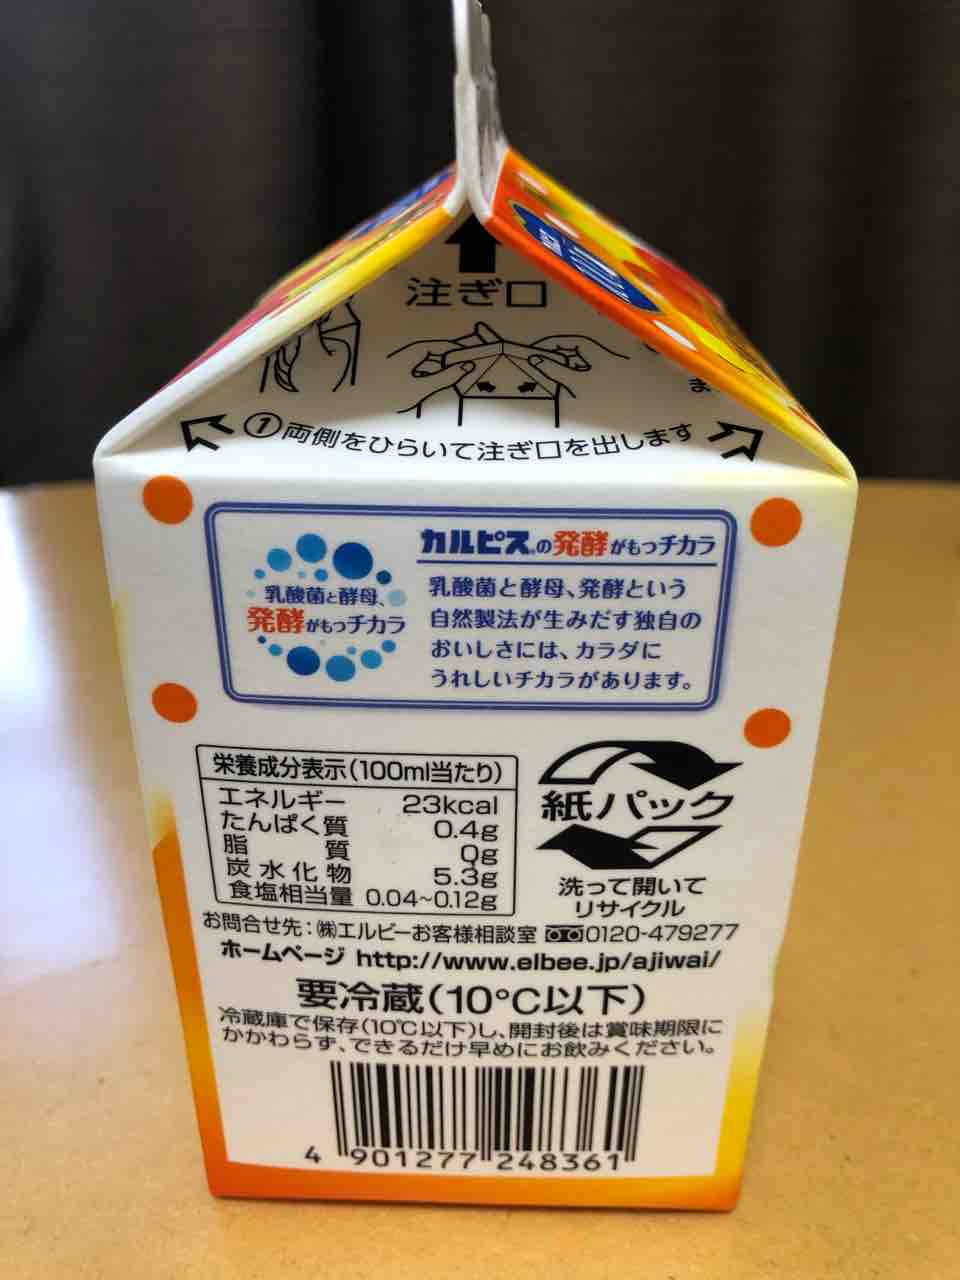 注ぎ口
ま
①両側をひらいて注ぎ口を出します
乳酸菌と酵母、
発酵がもつチカラ
カルピス®の発酵がもつチカラ
乳酸菌と酵母、発酵という
自然製法が生みだす独自の
おいしさには、カラダに
うれしいチカラがあります。
栄養成分表示(100ml当たり)
エネルギー 23kcal
たんぱく質 0.4g
脂質 0g
炭水化物 5.3g
食塩相当量 0.04~0.12g
紙パック
洗って開いて
リサイクル
お問合せ先:㈱エルビーお客様相談室 0120-479277
ホームページ http://www.elbee.jp/ajiwai/
要冷蔵(10℃以下)
冷蔵庫で保存(10℃以下)し、開封後は賞味期限に
かかわらず、できるだけ早めにお飲みください。
4 901277 248361